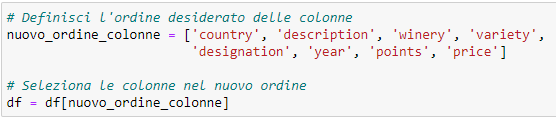 # Definisci l'ordine desiderato delle colonne
nuovo_ordine_colonne = ['country', 'description', 'winery', 'variety',
                        'designation', 'year', 'points', 'price']

# Seleziona le colonne nel nuovo ordine
df = df[nuovo_ordine_colonne]